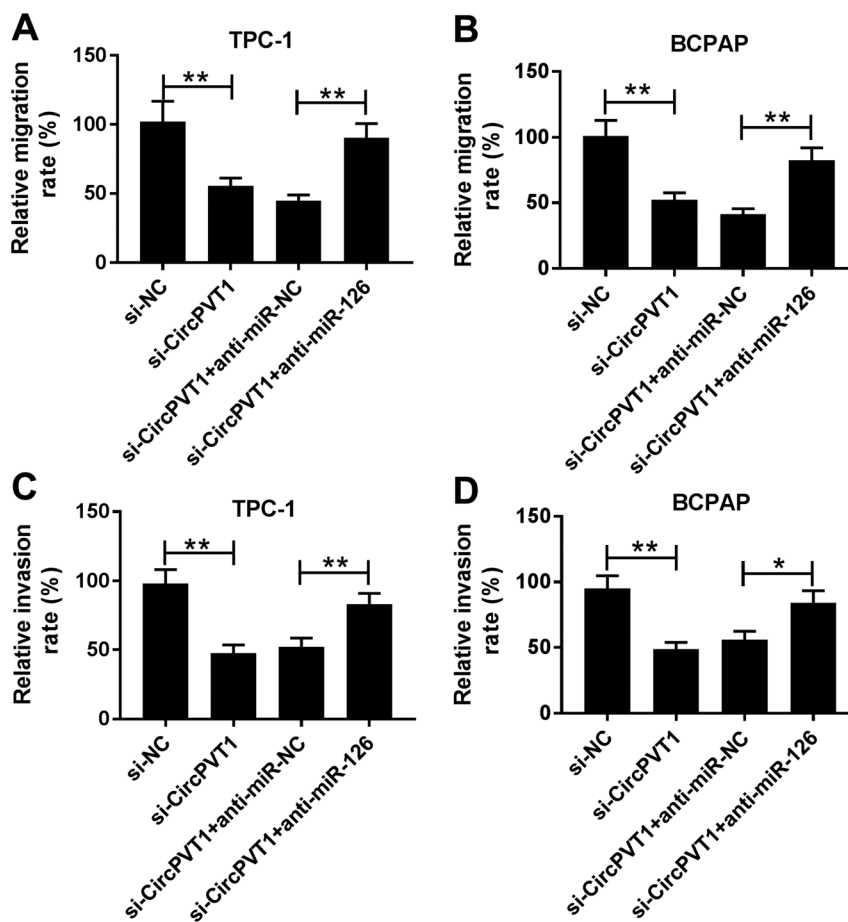 A
TPC-1
Relative migration
rate (%)
150
100
50
0
**
**
si-NC
si-CircPVT1
si-CircPVT1+anti-miR-NC
si-CircPVT1+anti-miR-126
B
BCPAP
Relative migration
rate (%)
150
100
50
0
**
**
si-NC
si-CircPVT1
si-CircPVT1+anti-miR-NC
si-CircPVT1+anti-miR-126
C
TPC-1
Relative invasion
rate (%)
150
100
50
0
**
**
si-NC
si-CircPVT1
si-CircPVT1+anti-miR-NC
si-CircPVT1+anti-miR-126
D
BCPAP
Relative invasion
rate (%)
150
100
50
0
**
*
si-NC
si-CircPVT1
si-CircPVT1+anti-miR-NC
si-CircPVT1+anti-miR-126